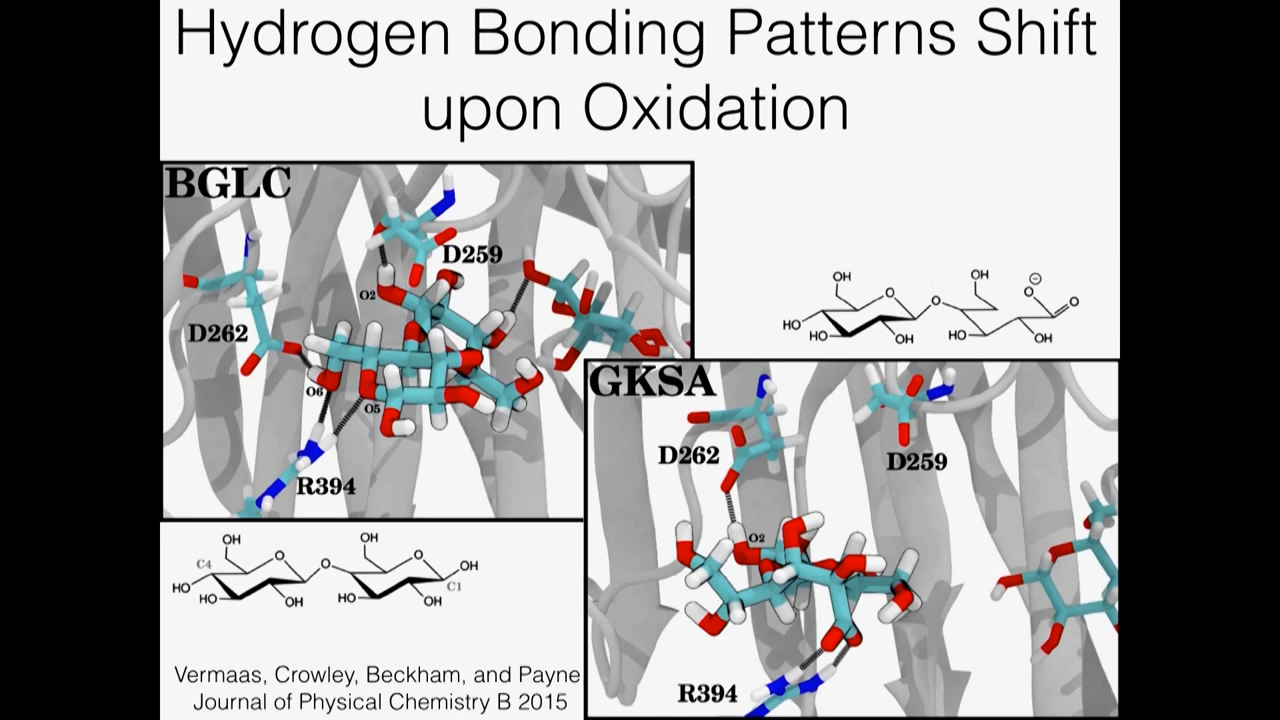 Hydrogen Bonding Patterns Shift
upon Oxidation
BGLC
D259
O2
D262
O6
O5
R394
OH
O
O
HO
HO
OH
OH
HO
OH
O
⊖
O
GKSA
D262
D259
O2
R394
OH
C4
O
HO
HO
OH
O
OH
O
OH
C1
HO
OH
Vermaas, Crowley, Beckham, and Payne
Journal of Physical Chemistry B 2015